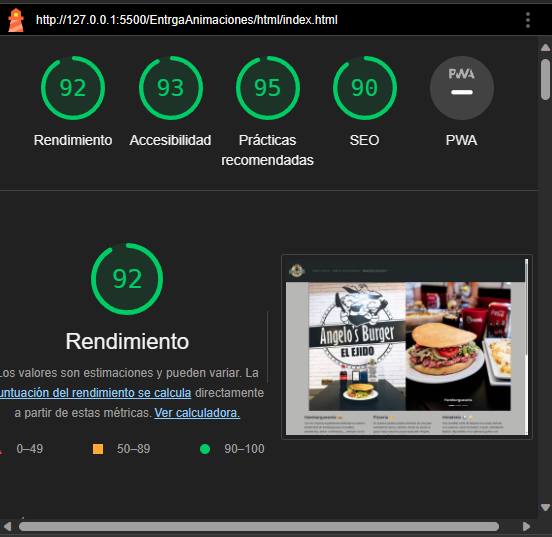 http://127.0.0.1:5500/EntrgaAnimaciones/html/index.html
92
93
95
90
PWA
Rendimiento
Accesibilidad
Prácticas
recomendadas
SEO
PWA
92
Rendimiento
Los valores son estimaciones y pueden variar. La
untuación del rendimiento se calcula directamente
a partir de estas métricas. Ver calculadora.
0–49
50–89
90–100
Angelo's Burger
EL EJIDO
Hamburguesería
Hamburguesería
Pizzería
Heladería